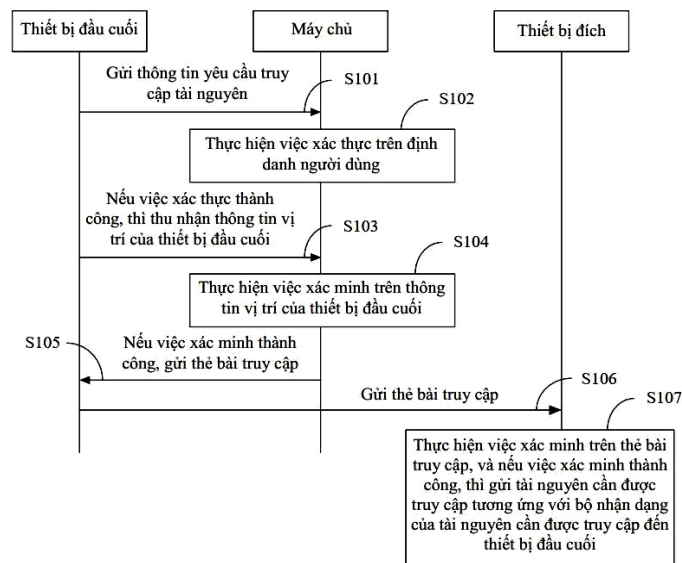 Thiết bị đầu cuối
Máy chủ
Thiết bị đích
Gửi thông tin yêu cầu truy
cập tài nguyên
S101
S102
Thực hiện việc xác thực trên định
danh người dùng
Nếu việc xác thực thành
công, thì thu nhận thông tin vị
trí của thiết bị đầu cuối
S103
S104
Thực hiện việc xác minh trên thông
tin vị trí của thiết bị đầu cuối
S105
Nếu việc xác minh thành
công, gửi thẻ bài truy cập
Gửi thẻ bài truy cập
S106
S107
Thực hiện việc xác minh trên thẻ bài
truy cập, và nếu việc xác minh thành
công, thì gửi tài nguyên cần được
truy cập tương ứng với bộ nhận dạng
của tài nguyên cần được truy cập đến
thiết bị đầu cuối